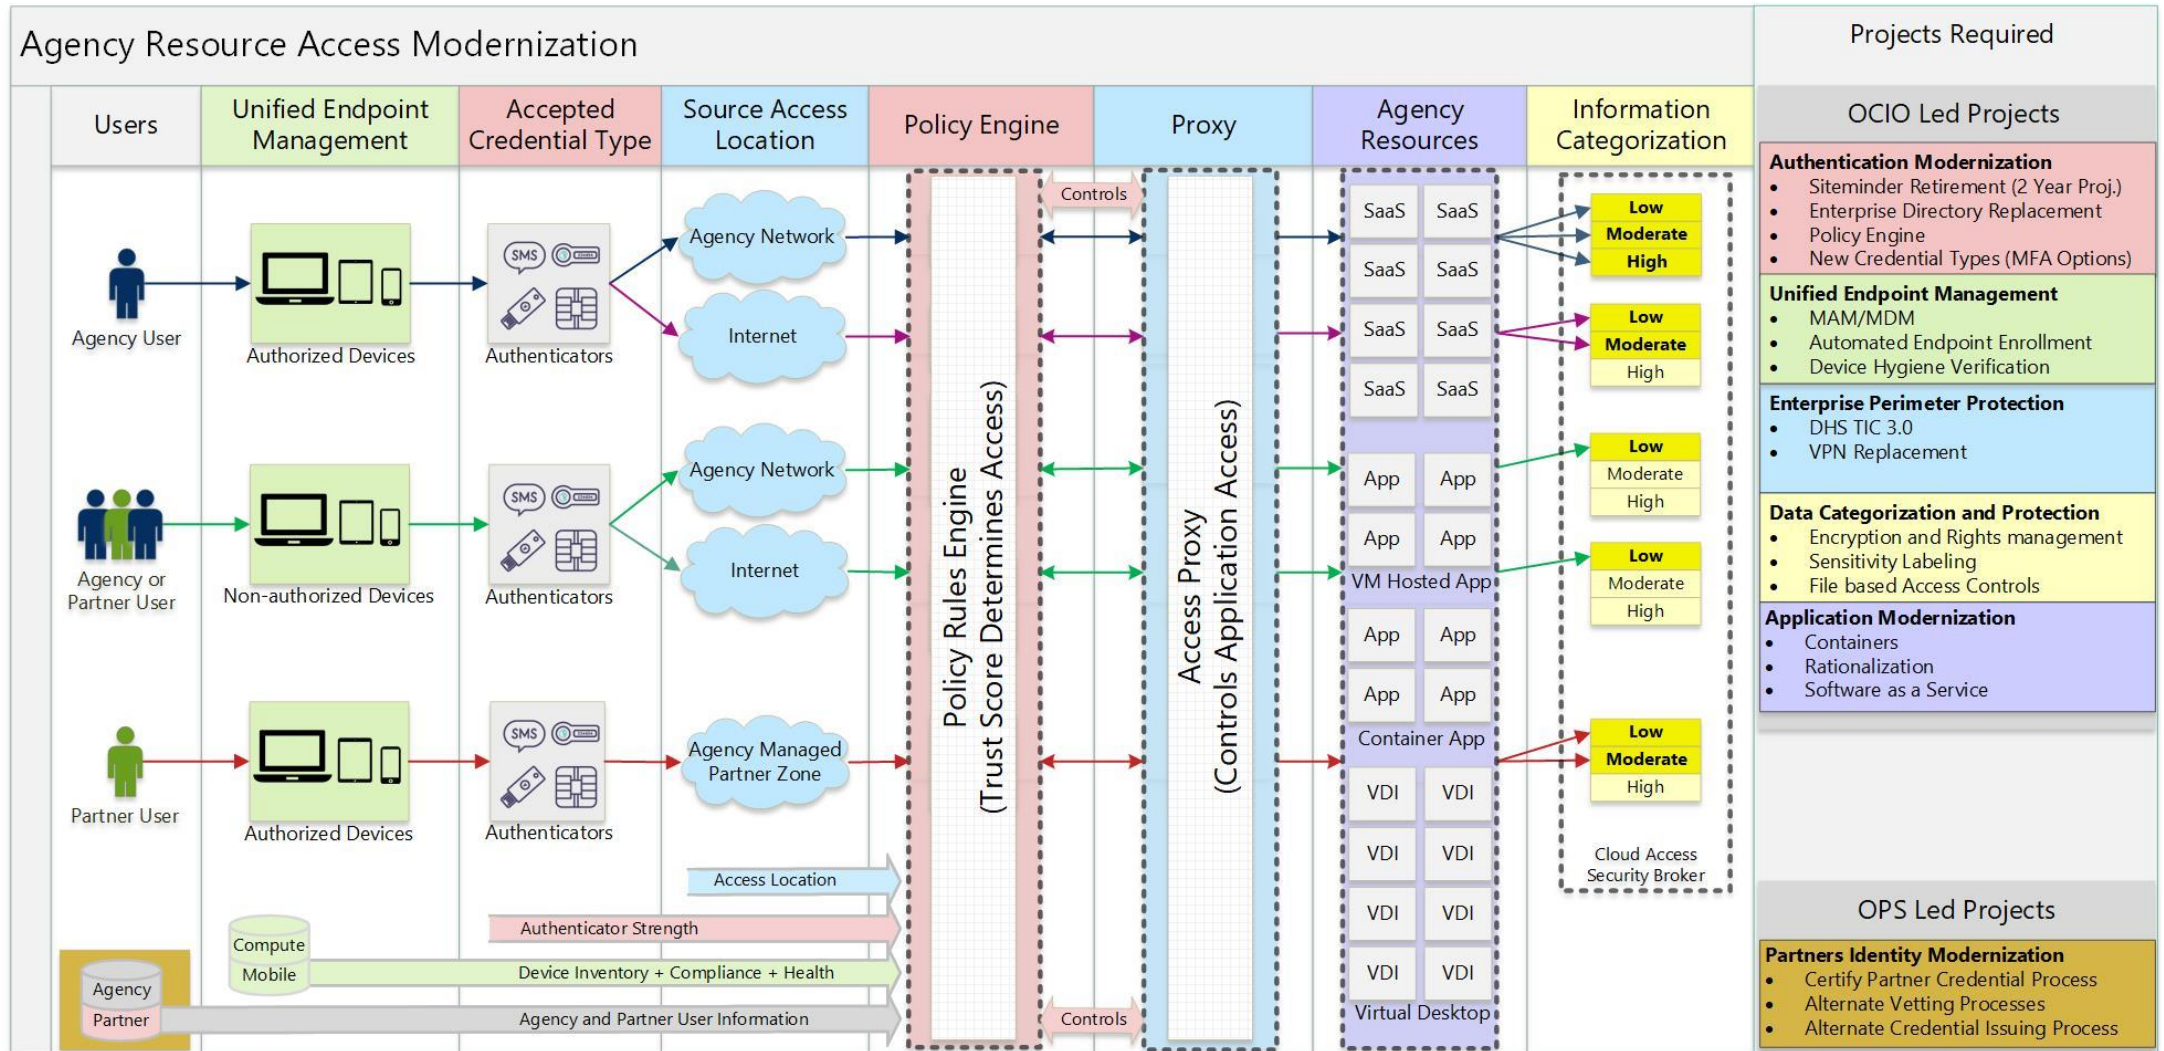 Agency Resource Access Modernization
Projects Required
Users
Unified Endpoint
Management
Accepted
Credential Type
Source Access
Location
Policy Engine
Proxy
Agency
Resources
Information
Categorization
Agency User
Authorized Devices
SMS
Authenticators
Agency Network
Internet
Agency or
Partner User
Non-authorized Devices
SMS
Authenticators
Agency Network
Internet
Partner User
Authorized Devices
SMS
Authenticators
Agency Managed
Partner Zone
Access Location
Authenticator Strength
Compute
Mobile
Device Inventory + Compliance + Health
Agency
Partner
Agency and Partner User Information
Policy Rules Engine
(Trust Score Determines Access)
Controls
Controls
Access Proxy
(Controls Application Access)
SaaS SaaS
SaaS SaaS
SaaS SaaS
SaaS SaaS
App App
App App
VM Hosted App
App App
App App
Container App
VDI VDI
VDI VDI
VDI VDI
VDI VDI
Virtual Desktop
Low
Moderate
High
Low
Moderate
High
Low
Moderate
High
Low
Moderate
High
Low
Moderate
High
Cloud Access
Security Broker
OCIO Led Projects
Authentication Modernization
• Siteminder Retirement (2 Year Proj.)
• Enterprise Directory Replacement
• Policy Engine
• New Credential Types (MFA Options)
Unified Endpoint Management
• MAM/MDM
• Automated Endpoint Enrollment
• Device Hygiene Verification
Enterprise Perimeter Protection
• DHS TIC 3.0
• VPN Replacement
Data Categorization and Protection
• Encryption and Rights management
• Sensitivity Labeling
• File based Access Controls
Application Modernization
• Containers
• Rationalization
• Software as a Service
OPS Led Projects
Partners Identity Modernization
• Certify Partner Credential Process
• Alternate Vetting Processes
• Alternate Credential Issuing Process